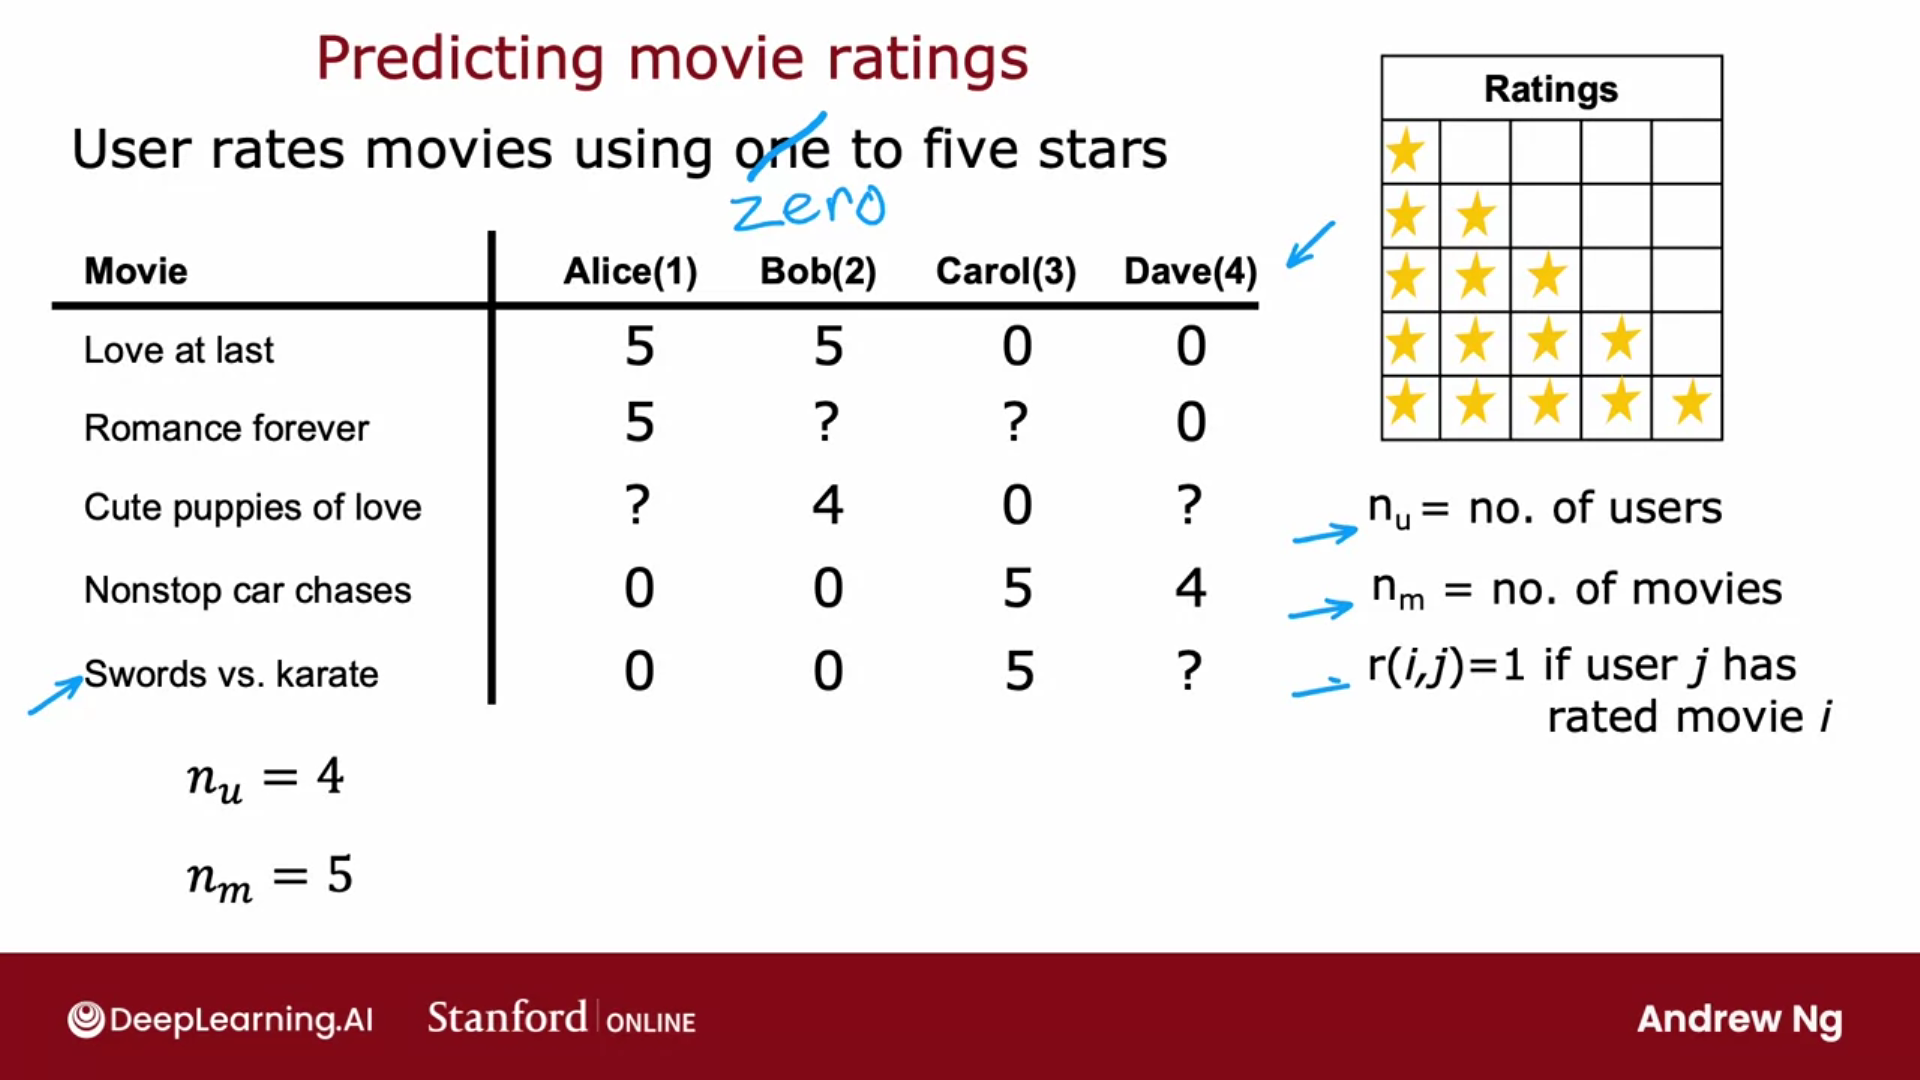 Predicting movie ratings
User rates movies using one to five stars
zero
Movie Alice(1) Bob(2) Carol(3) Dave(4)
Love at last 5 5 0 0
Romance forever 5 ? ? 0
Cute puppies of love ? 4 0 ?
Nonstop car chases 0 0 5 4
Swords vs. karate 0 0 5 ?
n_u = 4
n_m = 5
Ratings
n_u = no. of users
n_m = no. of movies
r(i,j)=1 if user j has
rated movie i
DeepLearning.AI Stanford | ONLINE Andrew Ng